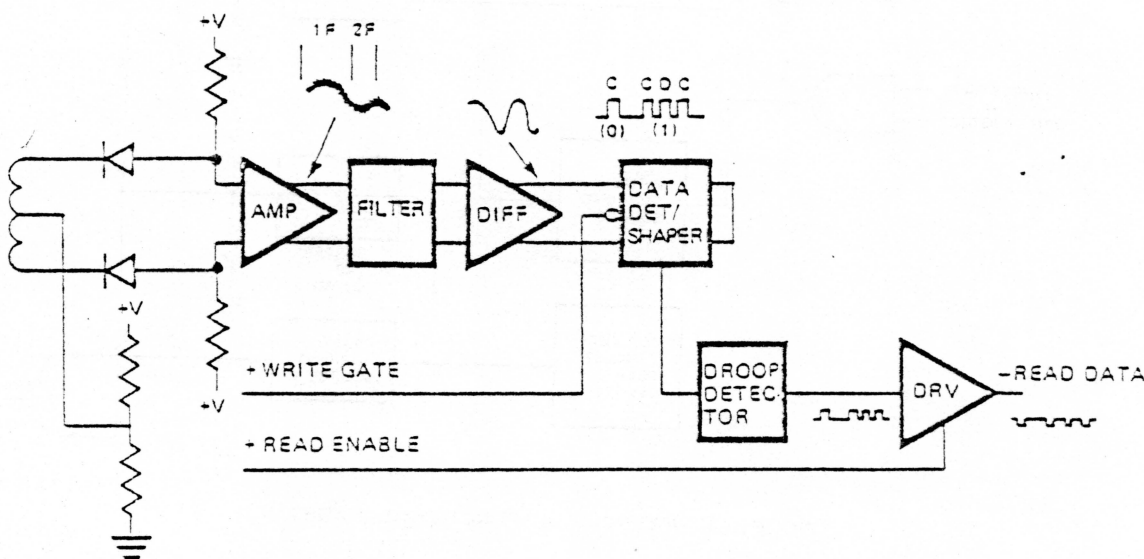 +V
1F 2F
C C D C
(0) (1)
AMP
FILTER
DIFF
DATA
DET/
SHAPER
+V
+V
+ WRITE GATE
DROOP
DETEC-
TOR
DRV
-READ DATA
+ READ ENABLE